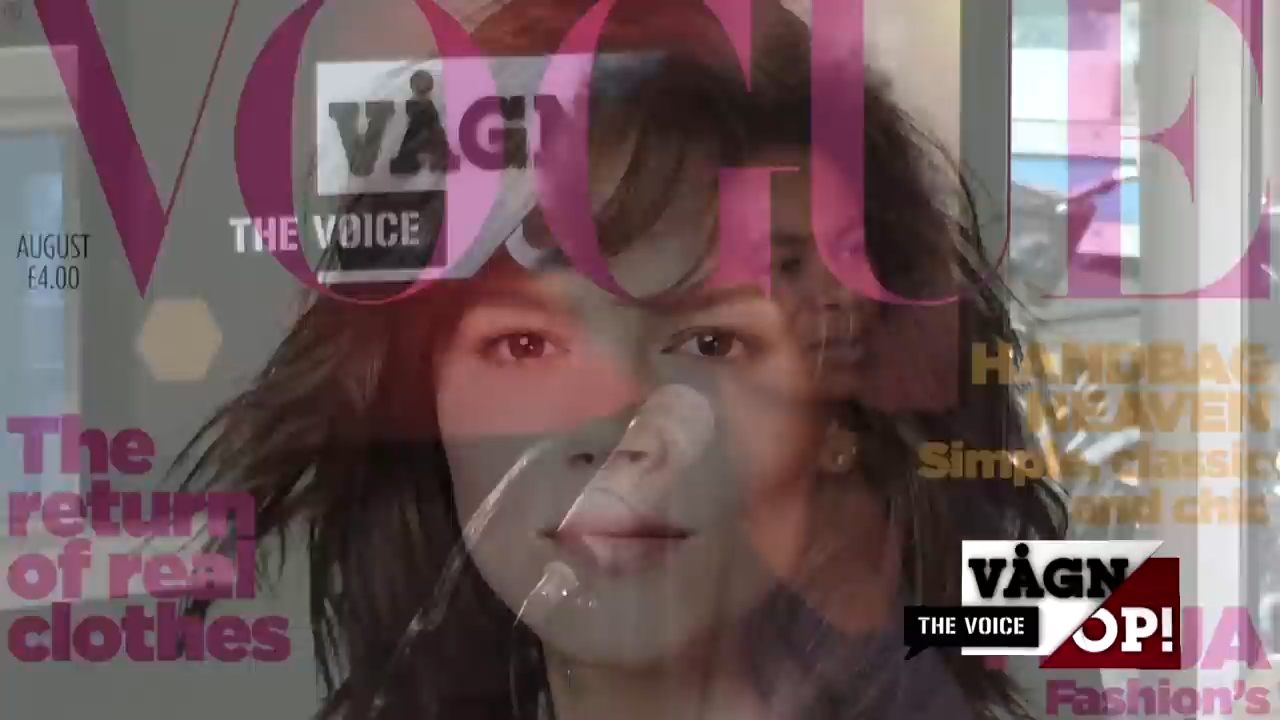 VOGUE
VÅGN
THE VOICE
AUGUST
£4.00
HANDBAG
HEAVEN
Simple, classic
and chic
The
return
of real
clothes
VÅGN
THE VOICE
OP!
JA
Fashion's